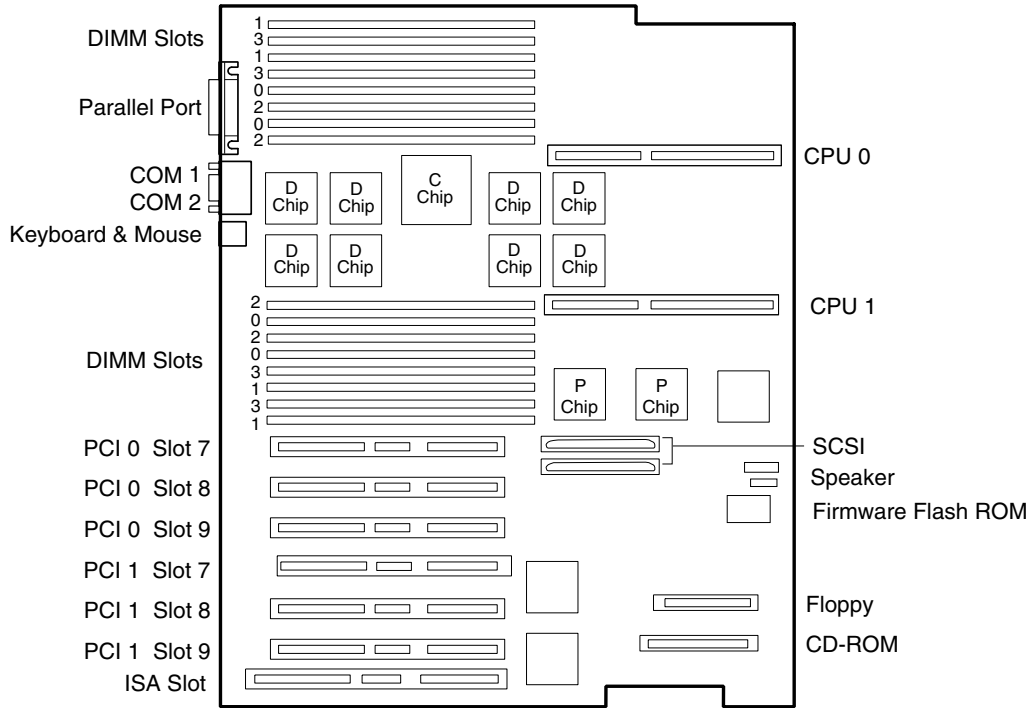 DIMM Slots
1
3
1
3
0
2
0
2
Parallel Port
CPU 0
COM 1
COM 2
Keyboard & Mouse
D Chip
D Chip
C Chip
D Chip
D Chip
D Chip
D Chip
D Chip
D Chip
CPU 1
2
0
2
0
3
1
3
1
DIMM Slots
P Chip
P Chip
PCI 0 Slot 7
SCSI
Speaker
PCI 0 Slot 8
Firmware Flash ROM
PCI 0 Slot 9
PCI 1 Slot 7
PCI 1 Slot 8
Floppy
PCI 1 Slot 9
CD-ROM
ISA Slot